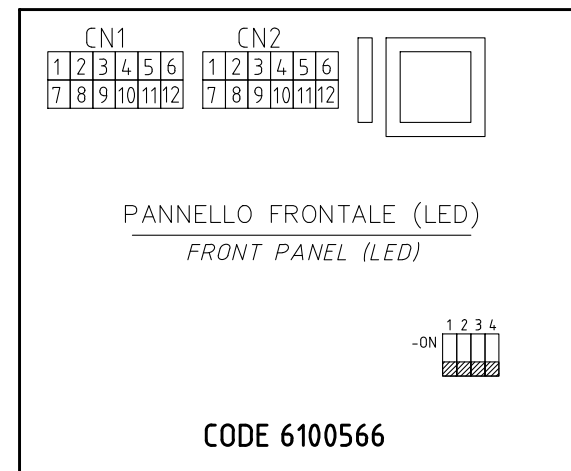 CN1 CN2
1 2 3 4 5 6 1 2 3 4 5 6
7 8 9 10 11 12 7 8 9 10 11 12
PANNELLO FRONTALE (LED)
FRONT PANEL (LED)
1 2 3 4
-ON
CODE 6100566